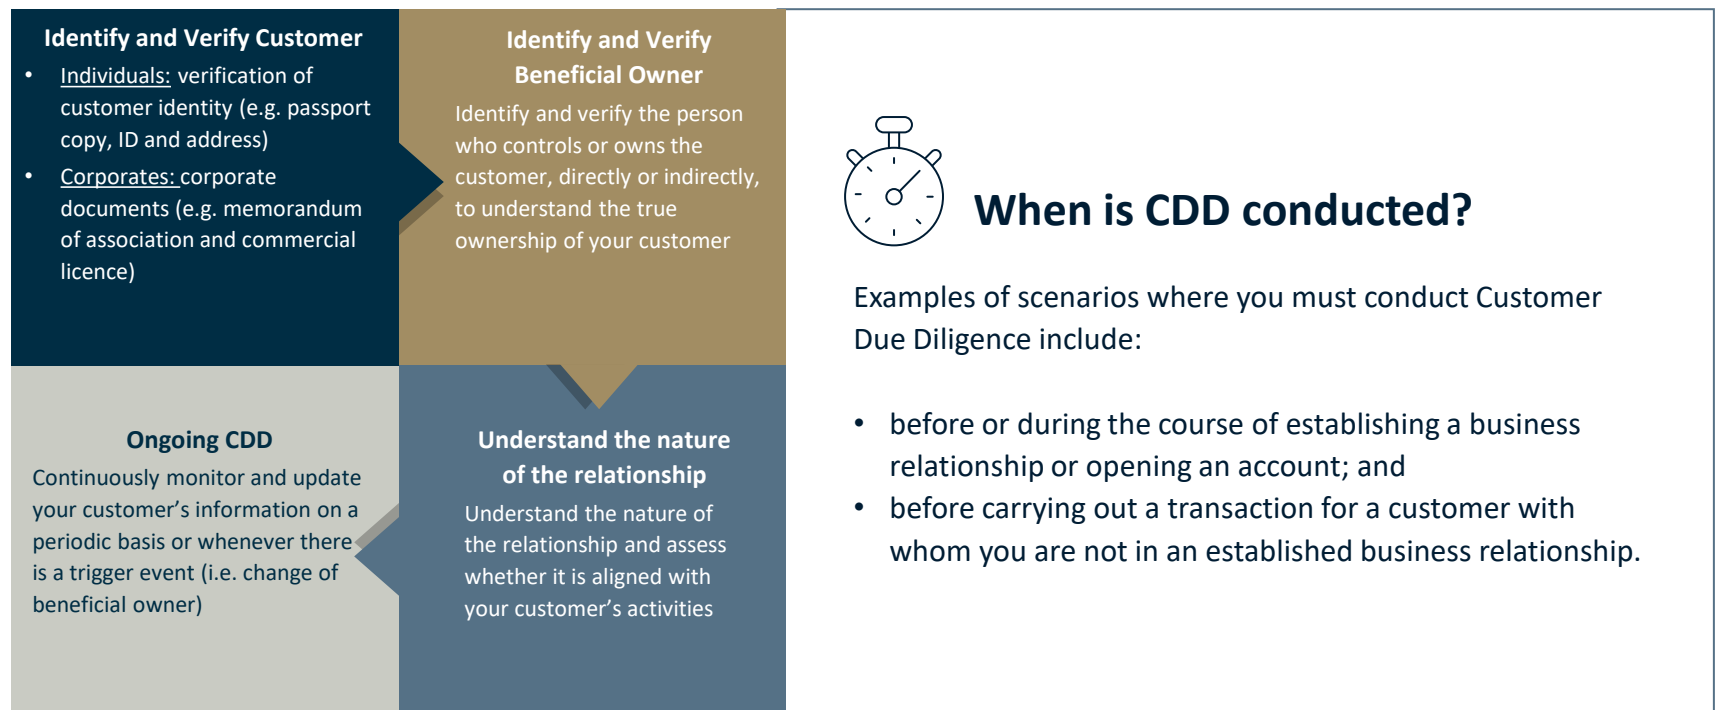 Identify and Verify Customer
• Individuals: verification of
customer identity (e.g. passport
copy, ID and address)
• Corporates: corporate
documents (e.g. memorandum
of association and commercial
licence)
Identify and Verify
Beneficial Owner
Identify and verify the person
who controls or owns the
customer, directly or indirectly,
to understand the true
ownership of your customer
Understand the nature
of the relationship
Understand the nature of
the relationship and assess
whether it is aligned with
your customer’s activities
Ongoing CDD
Continuously monitor and update
your customer’s information on a
periodic basis or whenever there
is a trigger event (i.e. change of
beneficial owner)
When is CDD conducted?
Examples of scenarios where you must conduct Customer
Due Diligence include:
• before or during the course of establishing a business
relationship or opening an account; and
• before carrying out a transaction for a customer with
whom you are not in an established business relationship.